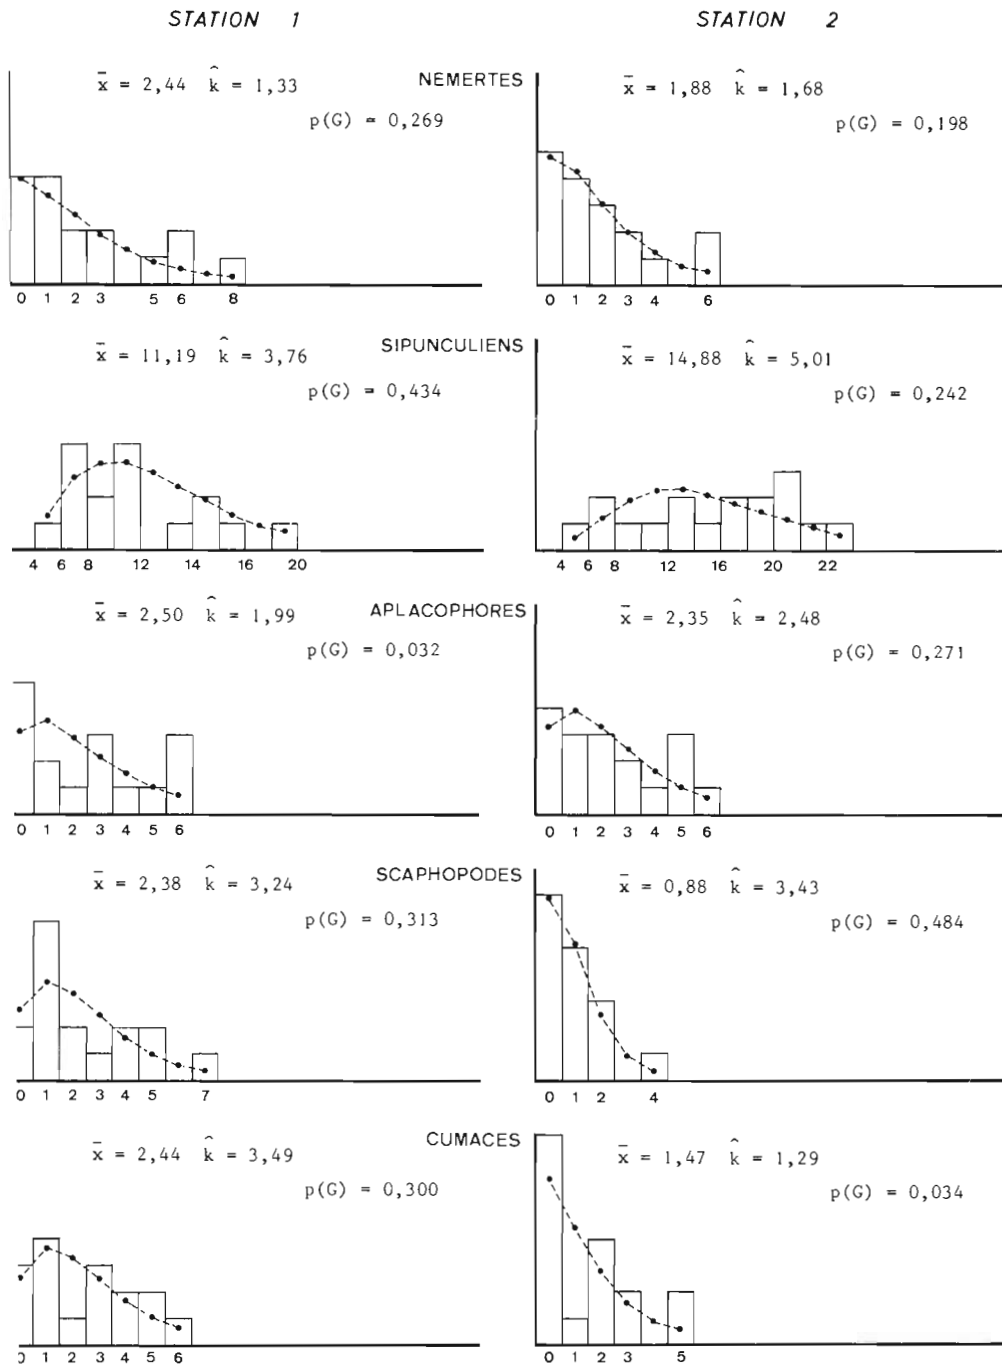 STATION 1 STATION 2
NEMERTES
x̄ = 2,44 k̂ = 1,33
p(G) = 0,269
x̄ = 1,88 k̂ = 1,68
p(G) = 0,198
0 1 2 3 5 6 8
0 1 2 3 4 6
SIPUNCULIENS
x̄ = 11,19 k̂ = 3,76
p(G) = 0,434
x̄ = 14,88 k̂ = 5,01
p(G) = 0,242
4 6 8 12 14 16 20
4 6 8 12 16 20 22
APLACOPHORES
x̄ = 2,50 k̂ = 1,99
p(G) = 0,032
x̄ = 2,35 k̂ = 2,48
p(G) = 0,271
0 1 2 3 4 5 6
0 1 2 3 4 5 6
SCAPHOPODES
x̄ = 2,38 k̂ = 3,24
p(G) = 0,313
x̄ = 0,88 k̂ = 3,43
p(G) = 0,484
0 1 2 3 4 5 7
0 1 2 4
CUMACES
x̄ = 2,44 k̂ = 3,49
p(G) = 0,300
x̄ = 1,47 k̂ = 1,29
p(G) = 0,034
0 1 2 3 4 5 6
0 1 2 3 5